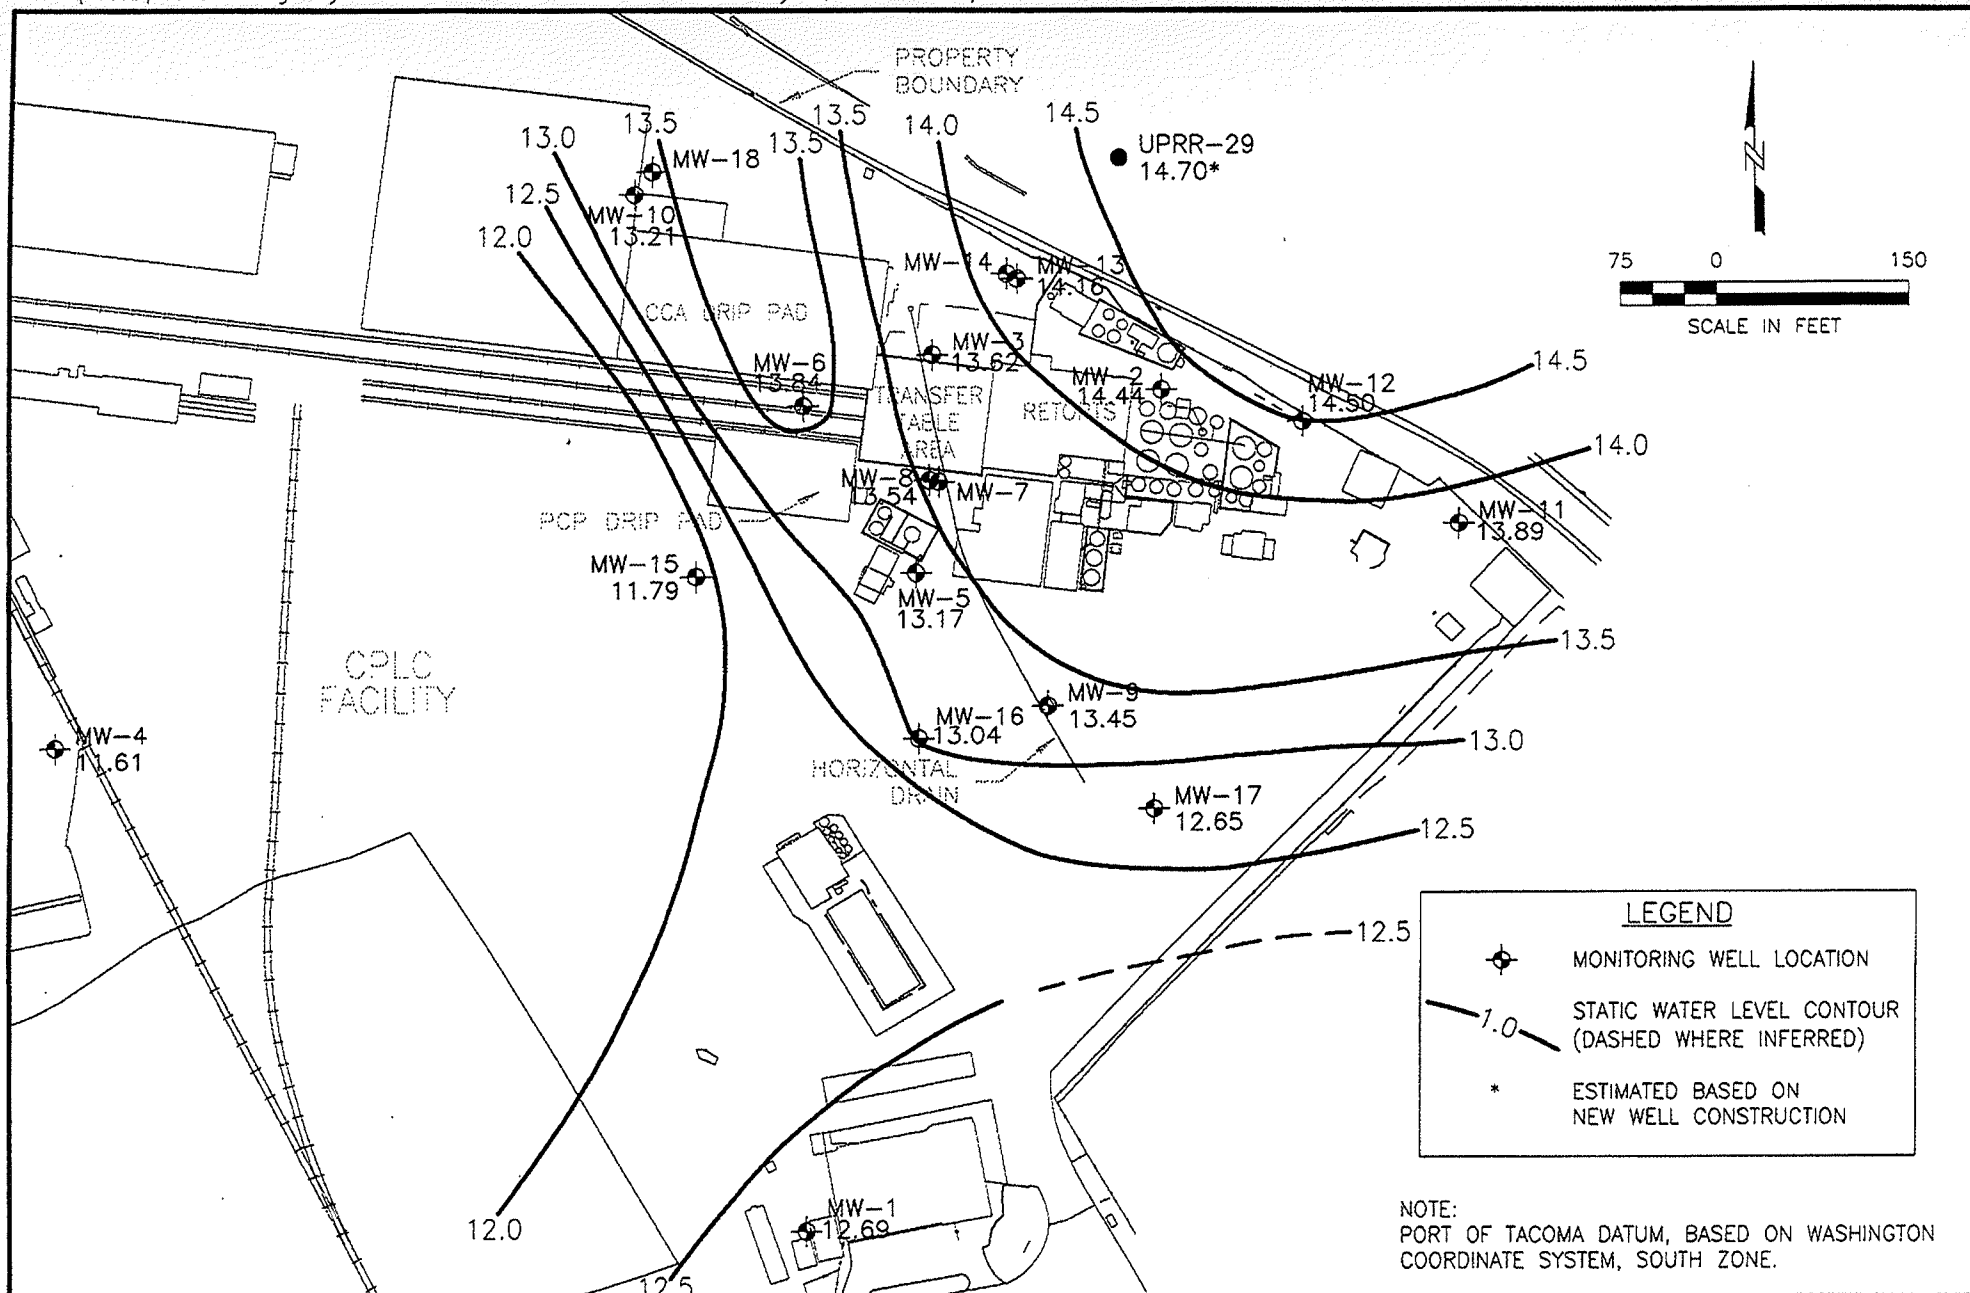 PROPERTY
BOUNDARY
13.5
13.0
13.5
13.5
14.0
14.5
UPRR-29
14.70*
MW-18
12.5
MW-10
13.21
12.0
75 0 150
SCALE IN FEET
MW-14
MW-13
14.16
CCA DRIP PAD
MW-3
13.62
MW-6
13.84
MW-2
14.44
MW-12
14.50
14.5
TRANSFER
TABLE
AREA
RETORTS
14.0
MW-8
13.54
MW-7
PCP DRIP PAD
MW-11
13.89
MW-15
11.79
MW-5
13.17
13.5
CPLC
FACILITY
MW-9
13.45
MW-16
13.04
13.0
MW-4
11.61
HORIZONTAL
DRAIN
MW-17
12.65
12.5
12.5
LEGEND
MONITORING WELL LOCATION
1.0
STATIC WATER LEVEL CONTOUR
(DASHED WHERE INFERRED)
*
ESTIMATED BASED ON
NEW WELL CONSTRUCTION
MW-1
12.69
12.0
12.5
NOTE:
PORT OF TACOMA DATUM, BASED ON WASHINGTON
COORDINATE SYSTEM, SOUTH ZONE.